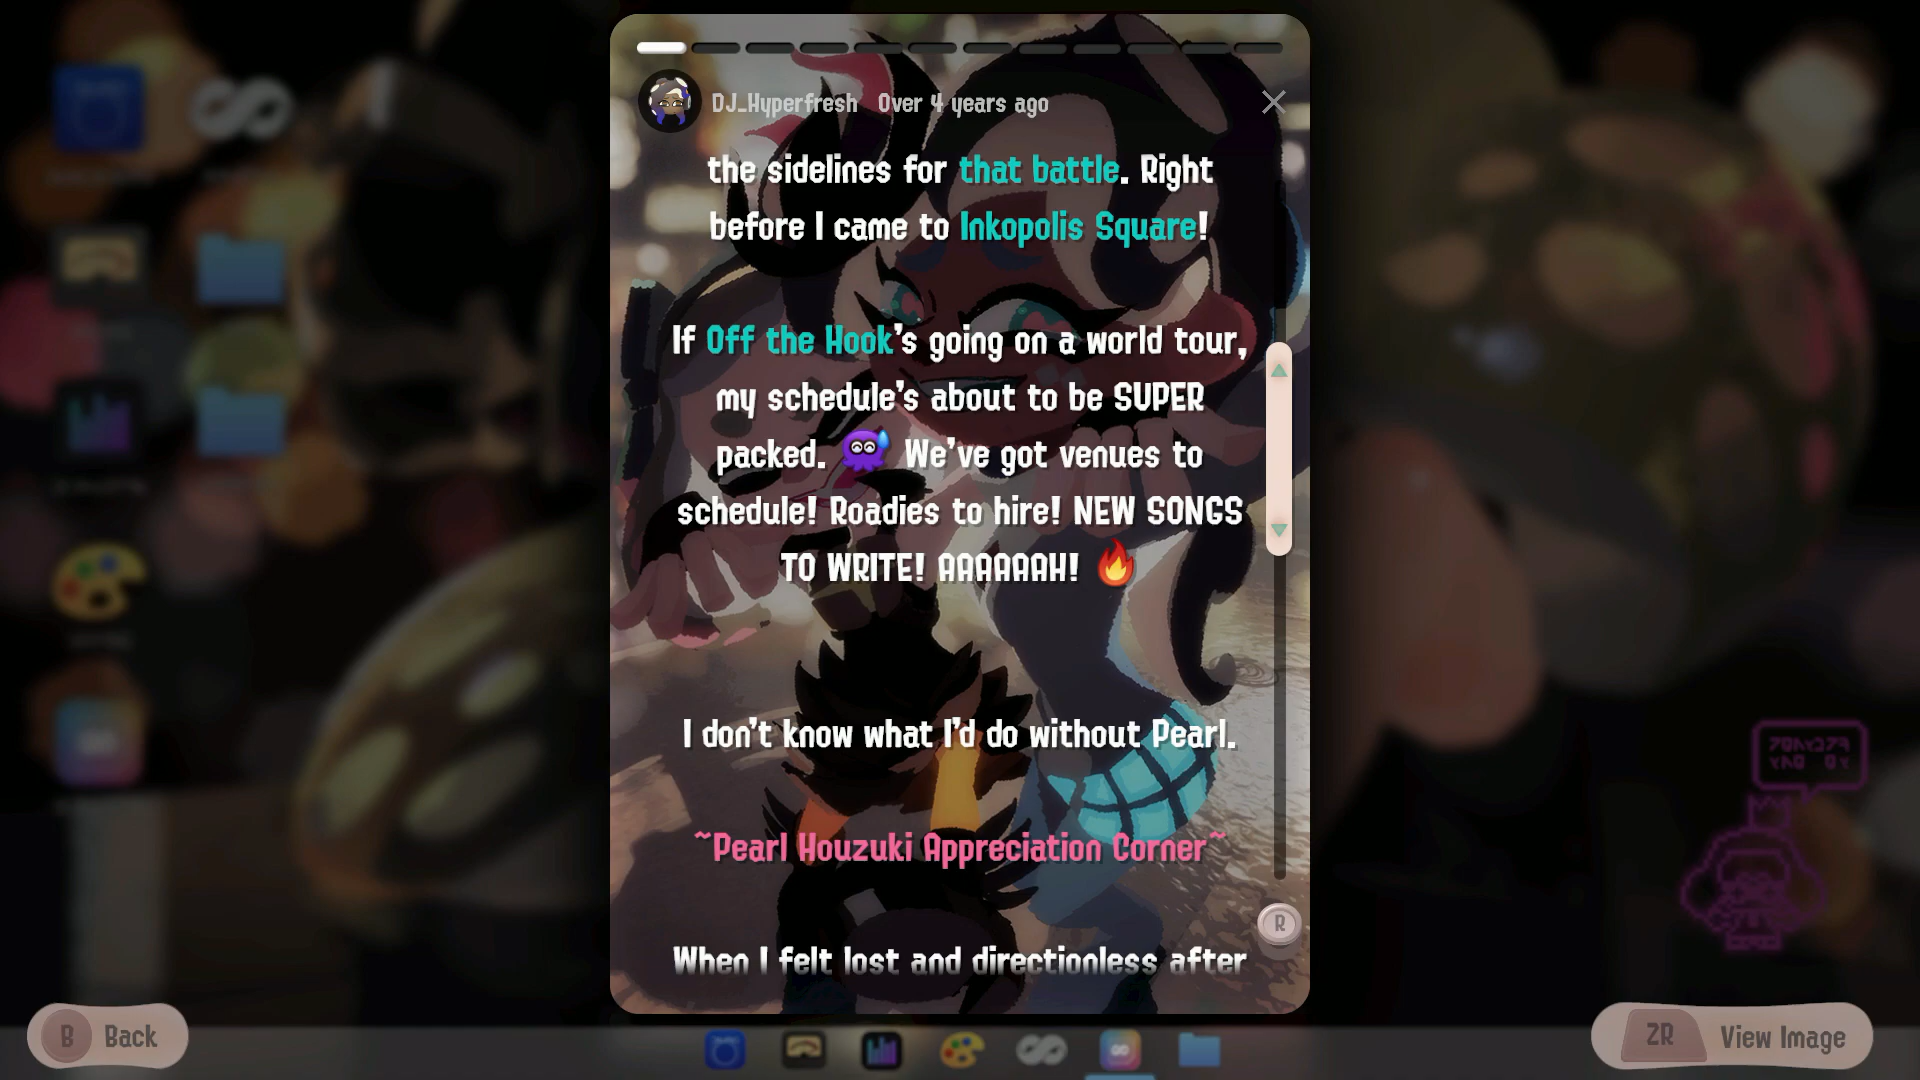 DJ_Hyperfresh Over 4 years ago
the sidelines for that battle. Right
before I came to Inkopolis Square!
If Off the Hook's going on a world tour,
my schedule's about to be SUPER
packed. We've got venues to
schedule! Roadies to hire! NEW SONGS
TO WRITE! AAAAAAH!
I don't know what I'd do without Pearl.
~Pearl Houzuki Appreciation Corner~
R
When I felt lost and directionless after
B Back
ZR View Image